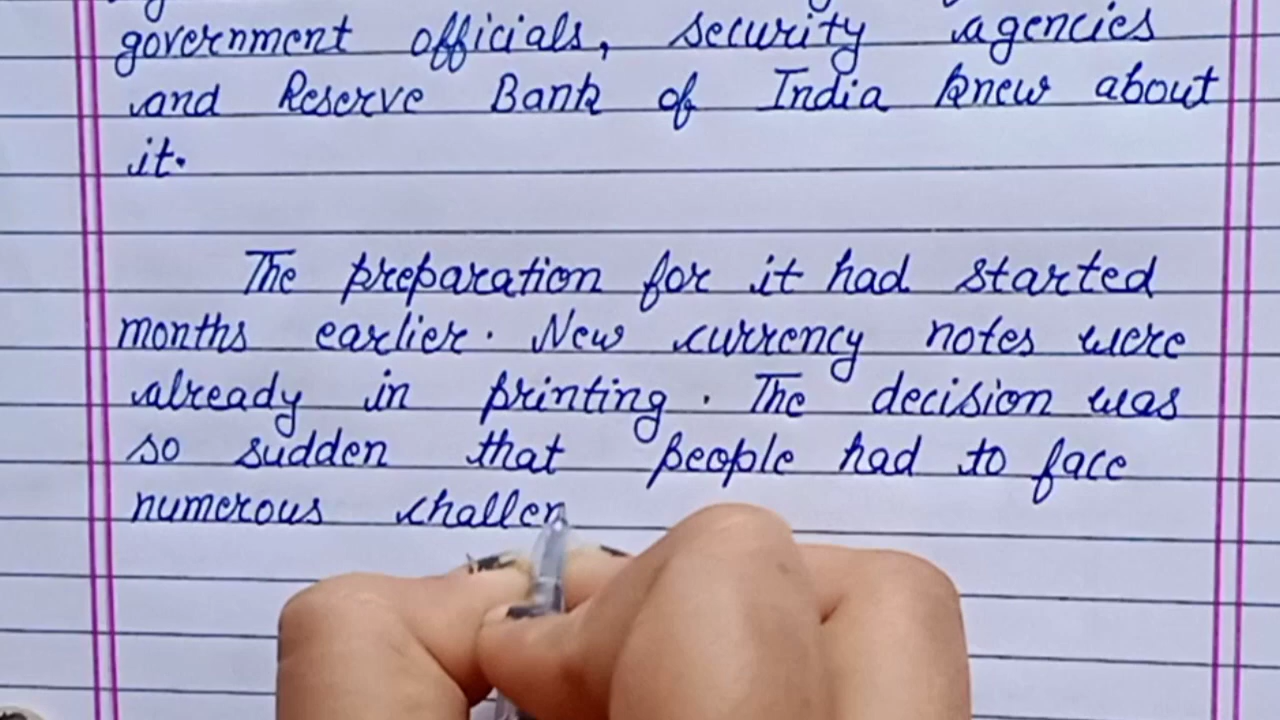 government officials, security agencies
and Reserve Bank of India knew about
it.
The preparation for it had started
months earlier. New currency notes were
already in printing. The decision was
so sudden that people had to face
numerous challen